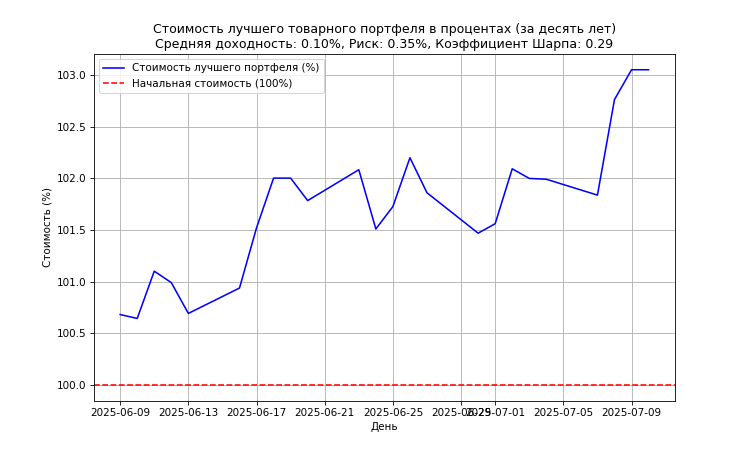 Стоимость лучшего товарного портфеля в процентах (за десять лет)
Средняя доходность: 0.10%, Риск: 0.35%, Коэффициент Шарпа: 0.29
Стоимость лучшего портфеля (%)
Начальная стоимость (100%)
Стоимость (%)
103.0
102.5
102.0
101.5
101.0
100.5
100.0
2025-06-09 2025-06-13 2025-06-17 2025-06-21 2025-06-25 2025-06-29 2025-07-01 2025-07-05 2025-07-09
День